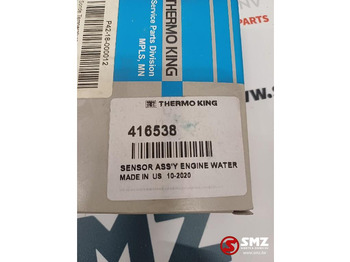 P42-18-000012
THERMO KING
Service Parts Division
MPLS, MN
THERMO KING
416538
SENSOR ASS'Y ENGINE WATER
MADE IN US 10-2020
SMZ